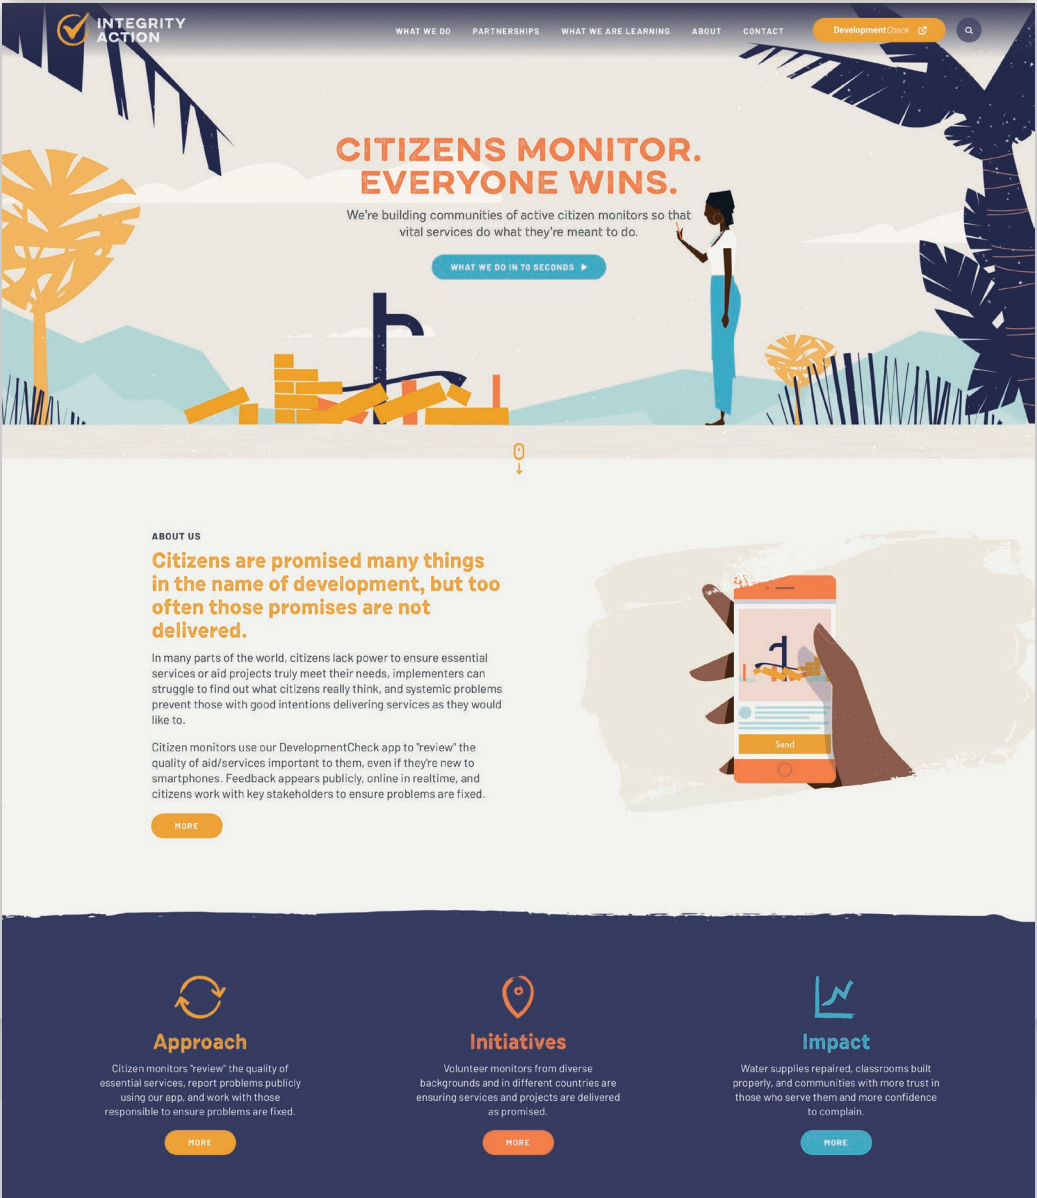 INTEGRITY
ACTION
WHAT WE DO
PARTNERSHIPS
WHAT WE ARE LEARNING
ABOUT
CONTACT
DevelopmentCheck
CITIZENS MONITOR.
EVERYONE WINS.
We're building communities of active citizen monitors so that
vital services do what they're meant to do.
WHAT WE DO IN 70 SECONDS
ABOUT US
Citizens are promised many things
in the name of development, but too
often those promises are not
delivered.
In many parts of the world, citizens lack power to ensure essential
services or aid projects truly meet their needs, implementers can
struggle to find out what citizens really think, and systemic problems
prevent those with good intentions delivering services as they would
like to.
Citizen monitors use our DevelopmentCheck app to "review" the
quality of aid/services important to them, even if they're new to
smartphones. Feedback appears publicly, online in realtime, and
citizens work with key stakeholders to ensure problems are fixed.
MORE
Send
Approach
Citizen monitors "review" the quality of
essential services, report problems publicly
using our app, and work with those
responsible to ensure problems are fixed.
MORE
Initiatives
Volunteer monitors from diverse
backgrounds and in different countries are
ensuring services and projects are delivered
as promised.
MORE
Impact
Water supplies repaired, classrooms built
properly, and communities with more trust in
those who serve them and more confidence
to complain.
MORE